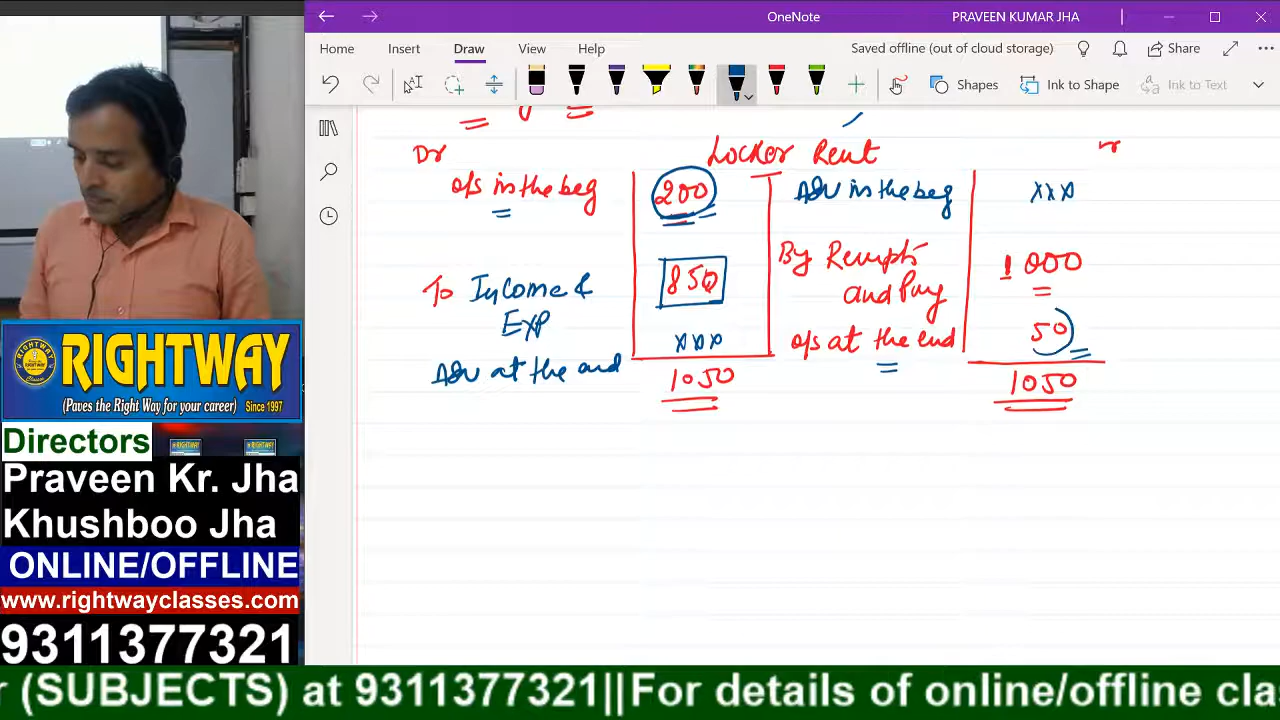 OneNote
PRAVEEN KUMAR JHA
Home Insert Draw View Help
Saved offline (out of cloud storage)
Share
Shapes
Ink to Shape
Ink to Text
Dr
Locker Rent
o/s in the beg
200
Adv in the beg
xxx
By Receipts
1000
and Pay
To Income &
850
Exp
o/s at the end
50
xxx
Adv at the end
1050
1050
RIGHTWAY
(Paves the Right Way for your career) Since 1997
Directors
Praveen Kr. Jha
Khushboo Jha
ONLINE/OFFLINE
www.rightwayclasses.com
9311377321
r (SUBJECTS) at 9311377321||For details of online/offline cla